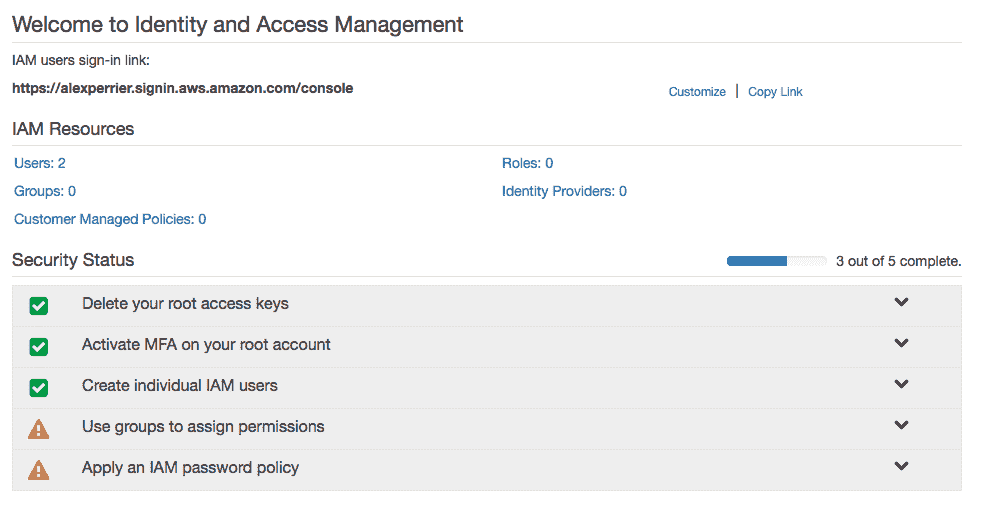 Welcome to Identity and Access Management
IAM users sign-in link:
https://alexperrier.signin.aws.amazon.com/console
Customize | Copy Link
IAM Resources
Users: 2
Roles: 0
Groups: 0
Identity Providers: 0
Customer Managed Policies: 0
Security Status
3 out of 5 complete.
Delete your root access keys
Activate MFA on your root account
Create individual IAM users
Use groups to assign permissions
Apply an IAM password policy